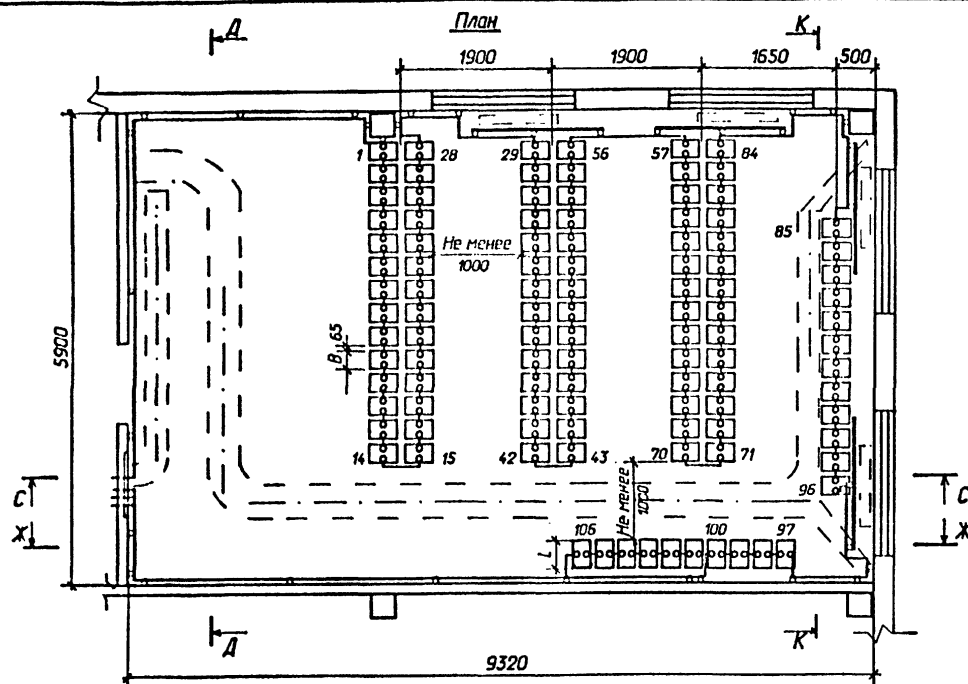 План
Д К
1900 1900 1650 500
1 28 29 56 57 84
85
Не менее
1000
5900
65
В
14 15 42 43 70 71
96
С С
Ж Ж
Не менее
1000
106 100 97
L
Д К
9320